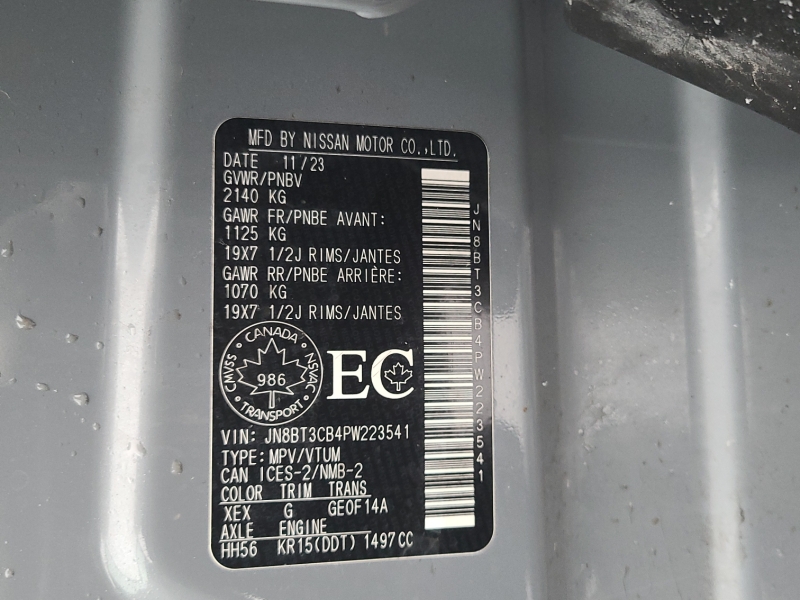 MFD BY NISSAN MOTOR CO.,LTD.
DATE 11/23
GVWR/PNBV
2140 KG
GAWR FR/PNBE AVANT:
1125 KG
19X7 1/2J RIMS/JANTES
GAWR RR/PNBE ARRIÈRE:
1070 KG
19X7 1/2J RIMS/JANTES
CANADA
CMVSS
NSVAC
986
TRANSPORT
EC
VIN: JN8BT3CB4PW223541
TYPE:MPV/VTUM
CAN ICES-2/NMB-2
COLOR TRIM TRANS
XEX G GE0F14A
AXLE ENGINE
HH56 KR15(DDT) 1497CC
JN8BT3CB4PW223541